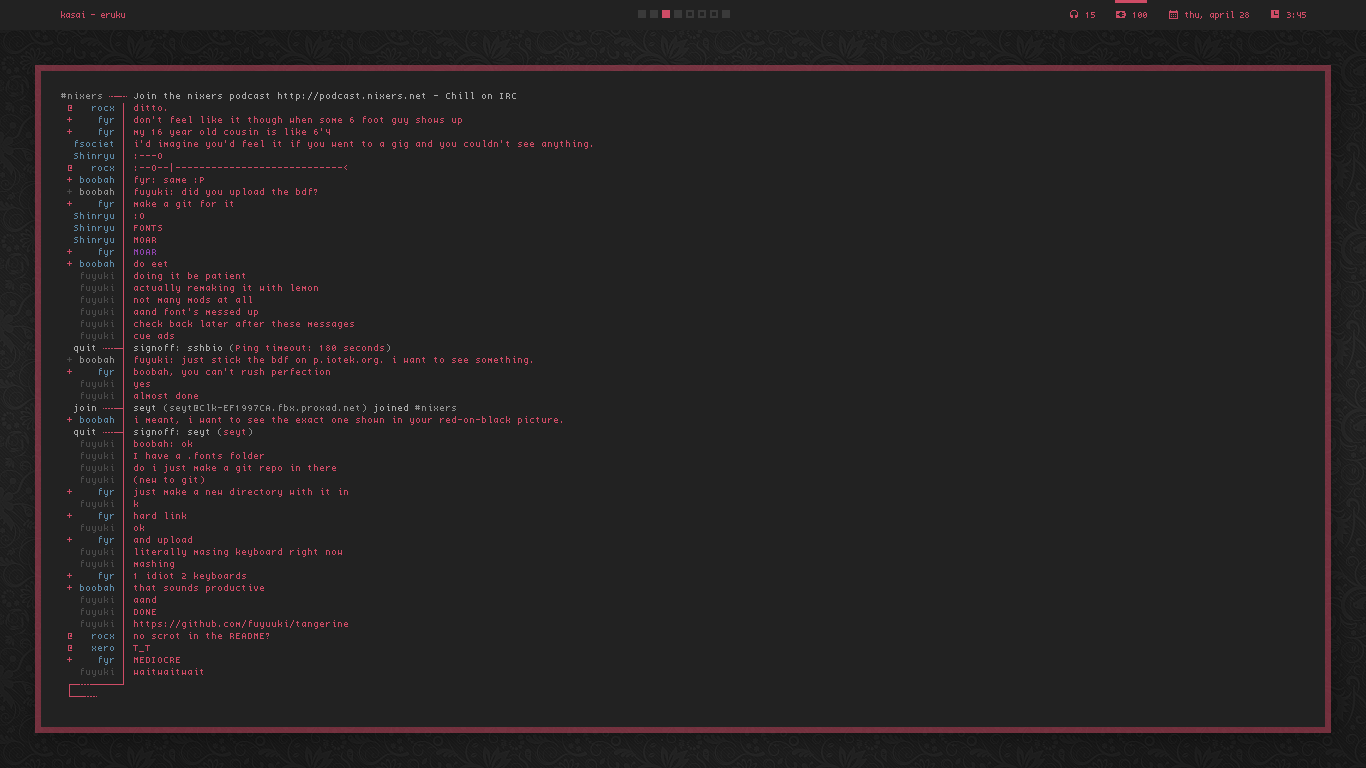 kasai - eruku
15
100
thu, april 28
3:45
#nixers Join the nixers podcast http://podcast.nixers.net - Chill on IRC
@ rocx ditto.
+ fyr don't feel like it though when some 6 foot guy shows up
+ fyr my 16 year old cousin is like 6'4
fsociet i'd imagine you'd feel it if you went to a gig and you couldn't see anything.
Shinryu :---O
@ rocx :--O--|----------------------------<
+ boobah fyr: same :P
+ boobah fuyuki: did you upload the bdf?
+ fyr make a git for it
Shinryu :O
Shinryu FONTS
Shinryu MOAR
+ fyr MOAR
+ boobah do eet
fuyuki doing it be patient
fuyuki actually remaking it with lemon
fuyuki not many mods at all
fuyuki aand font's messed up
fuyuki check back later after these messages
fuyuki cue ads
quit signoff: sshbio (Ping timeout: 180 seconds)
+ boobah fuyuki: just stick the bdf on p.iotek.org. i want to see something.
+ fyr boobah, you can't rush perfection
fuyuki yes
fuyuki almost done
join seyt (seyt@Clk-EF1997CA.fbx.proxad.net) joined #nixers
+ boobah i meant, i want to see the exact one shown in your red-on-black picture.
quit signoff: seyt (seyt)
fuyuki boobah: ok
fuyuki I have a .fonts folder
fuyuki do i just make a git repo in there
fuyuki (new to git)
+ fyr just make a new directory with it in
fuyuki k
+ fyr hard link
fuyuki ok
+ fyr and upload
fuyuki literally masing keyboard right now
fuyuki mashing
+ fyr 1 idiot 2 keyboards
+ boobah that sounds productive
fuyuki aand
fuyuki DONE
fuyuki https://github.com/fuyuuki/tangerine
@ rocx no scrot in the README?
@ xero T_T
+ fyr MEDIOCRE
fuyuki waitwaitwait